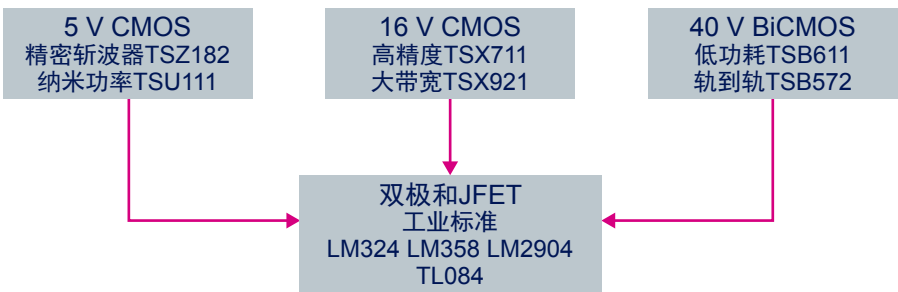 5 V CMOS
精密斩波器TSZ182
纳米功率TSU111
16 V CMOS
高精度TSX711
大带宽TSX921
40 V BiCMOS
低功耗TSB611
轨到轨TSB572
双极和JFET
工业标准
LM324 LM358 LM2904
TL084